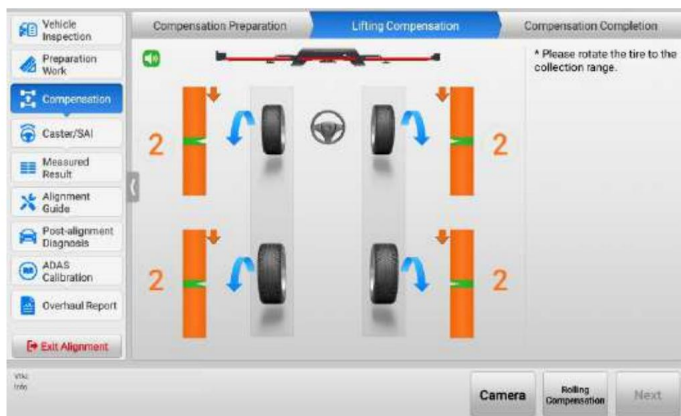 Vehicle
Inspection
Preparation
Work
Compensation
Caster/SAI
Measured
Result
Alignment
Guide
Post-alignment
Diagnosis
ADAS
Calibration
Overhaul Report
Exit Alignment
Compensation Preparation
Lifting Compensation
Compensation Completion
* Please rotate the tire to the
collection range.
2
2
2
2
Info
Camera
Rolling
Compensation
Next